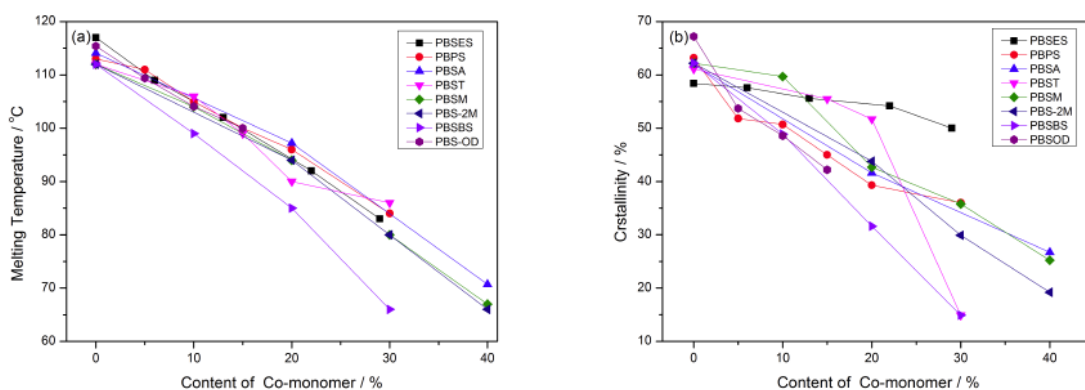 (a)
PBSES
PBPS
PBSA
PBST
PBSM
PBS-2M
PBSBS
PBS-OD
120
110
100
90
80
70
60
Melting Temperature / °C
0 10 20 30 40
Content of Co-monomer / %
(b)
PBSES
PBPS
PBSA
PBST
PBSM
PBS-2M
PBSBS
PBSOD
70
60
50
40
30
20
10
Crstallinity / %
0 10 20 30 40
Content of Co-monomer / %